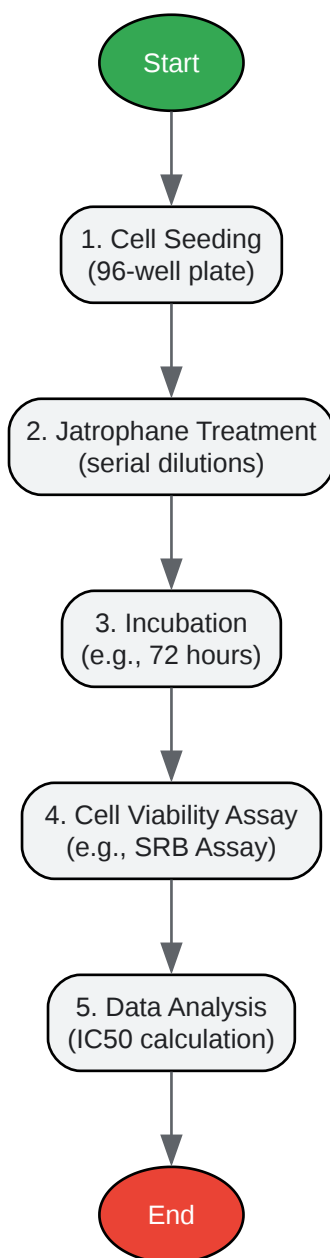 Start
1. Cell Seeding
(96-well plate)
2. Jatrophane Treatment
(serial dilutions)
3. Incubation
(e.g., 72 hours)
4. Cell Viability Assay
(e.g., SRB Assay)
5. Data Analysis
(IC50 calculation)
End